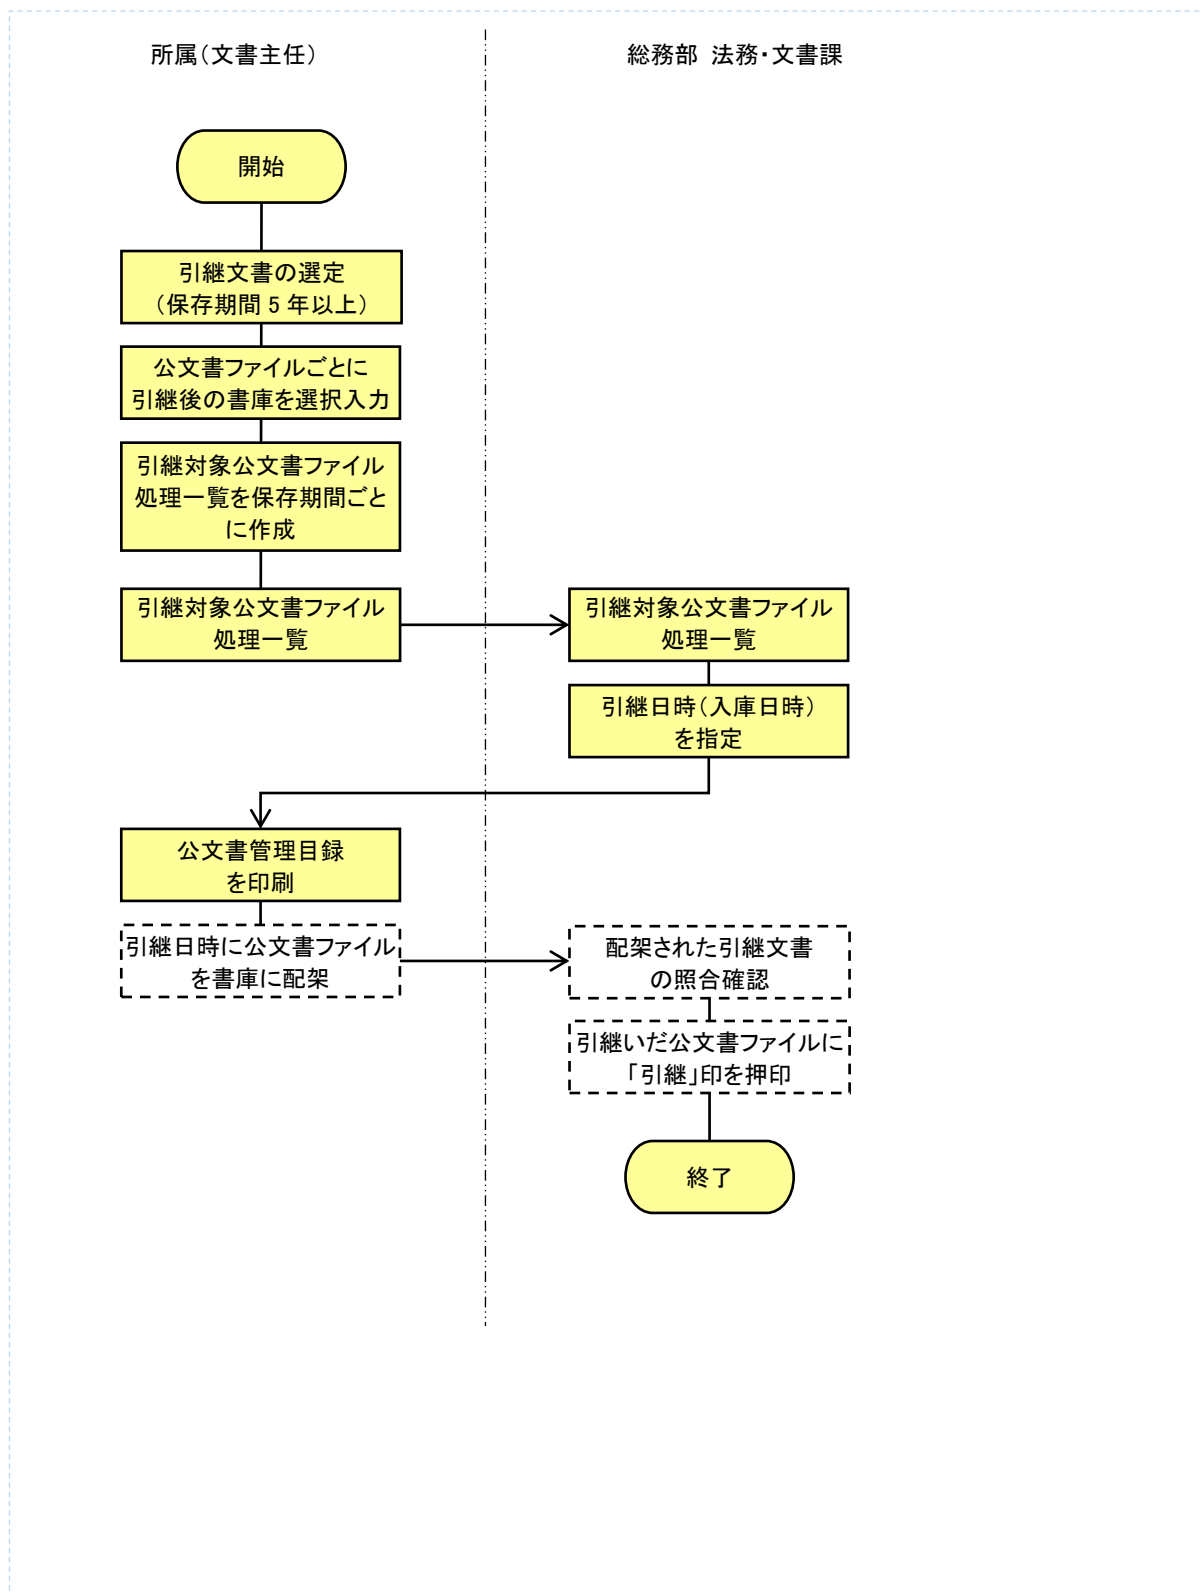 所属（文書主任）
総務部 法務・文書課
開始
引継文書の選定
（保存期間 5 年以上）
公文書ファイルごとに
引継後の書庫を選択入力
引継対象公文書ファイル
処理一覧を保存期間ごと
に作成
引継対象公文書ファイル
処理一覧
引継対象公文書ファイル
処理一覧
引継日時（入庫日時）
を指定
公文書管理目録
を印刷
引継日時に公文書ファイル
を書庫に配架
配架された引継文書
の照合確認
引継いだ公文書ファイルに
「引継」印を押印
終了